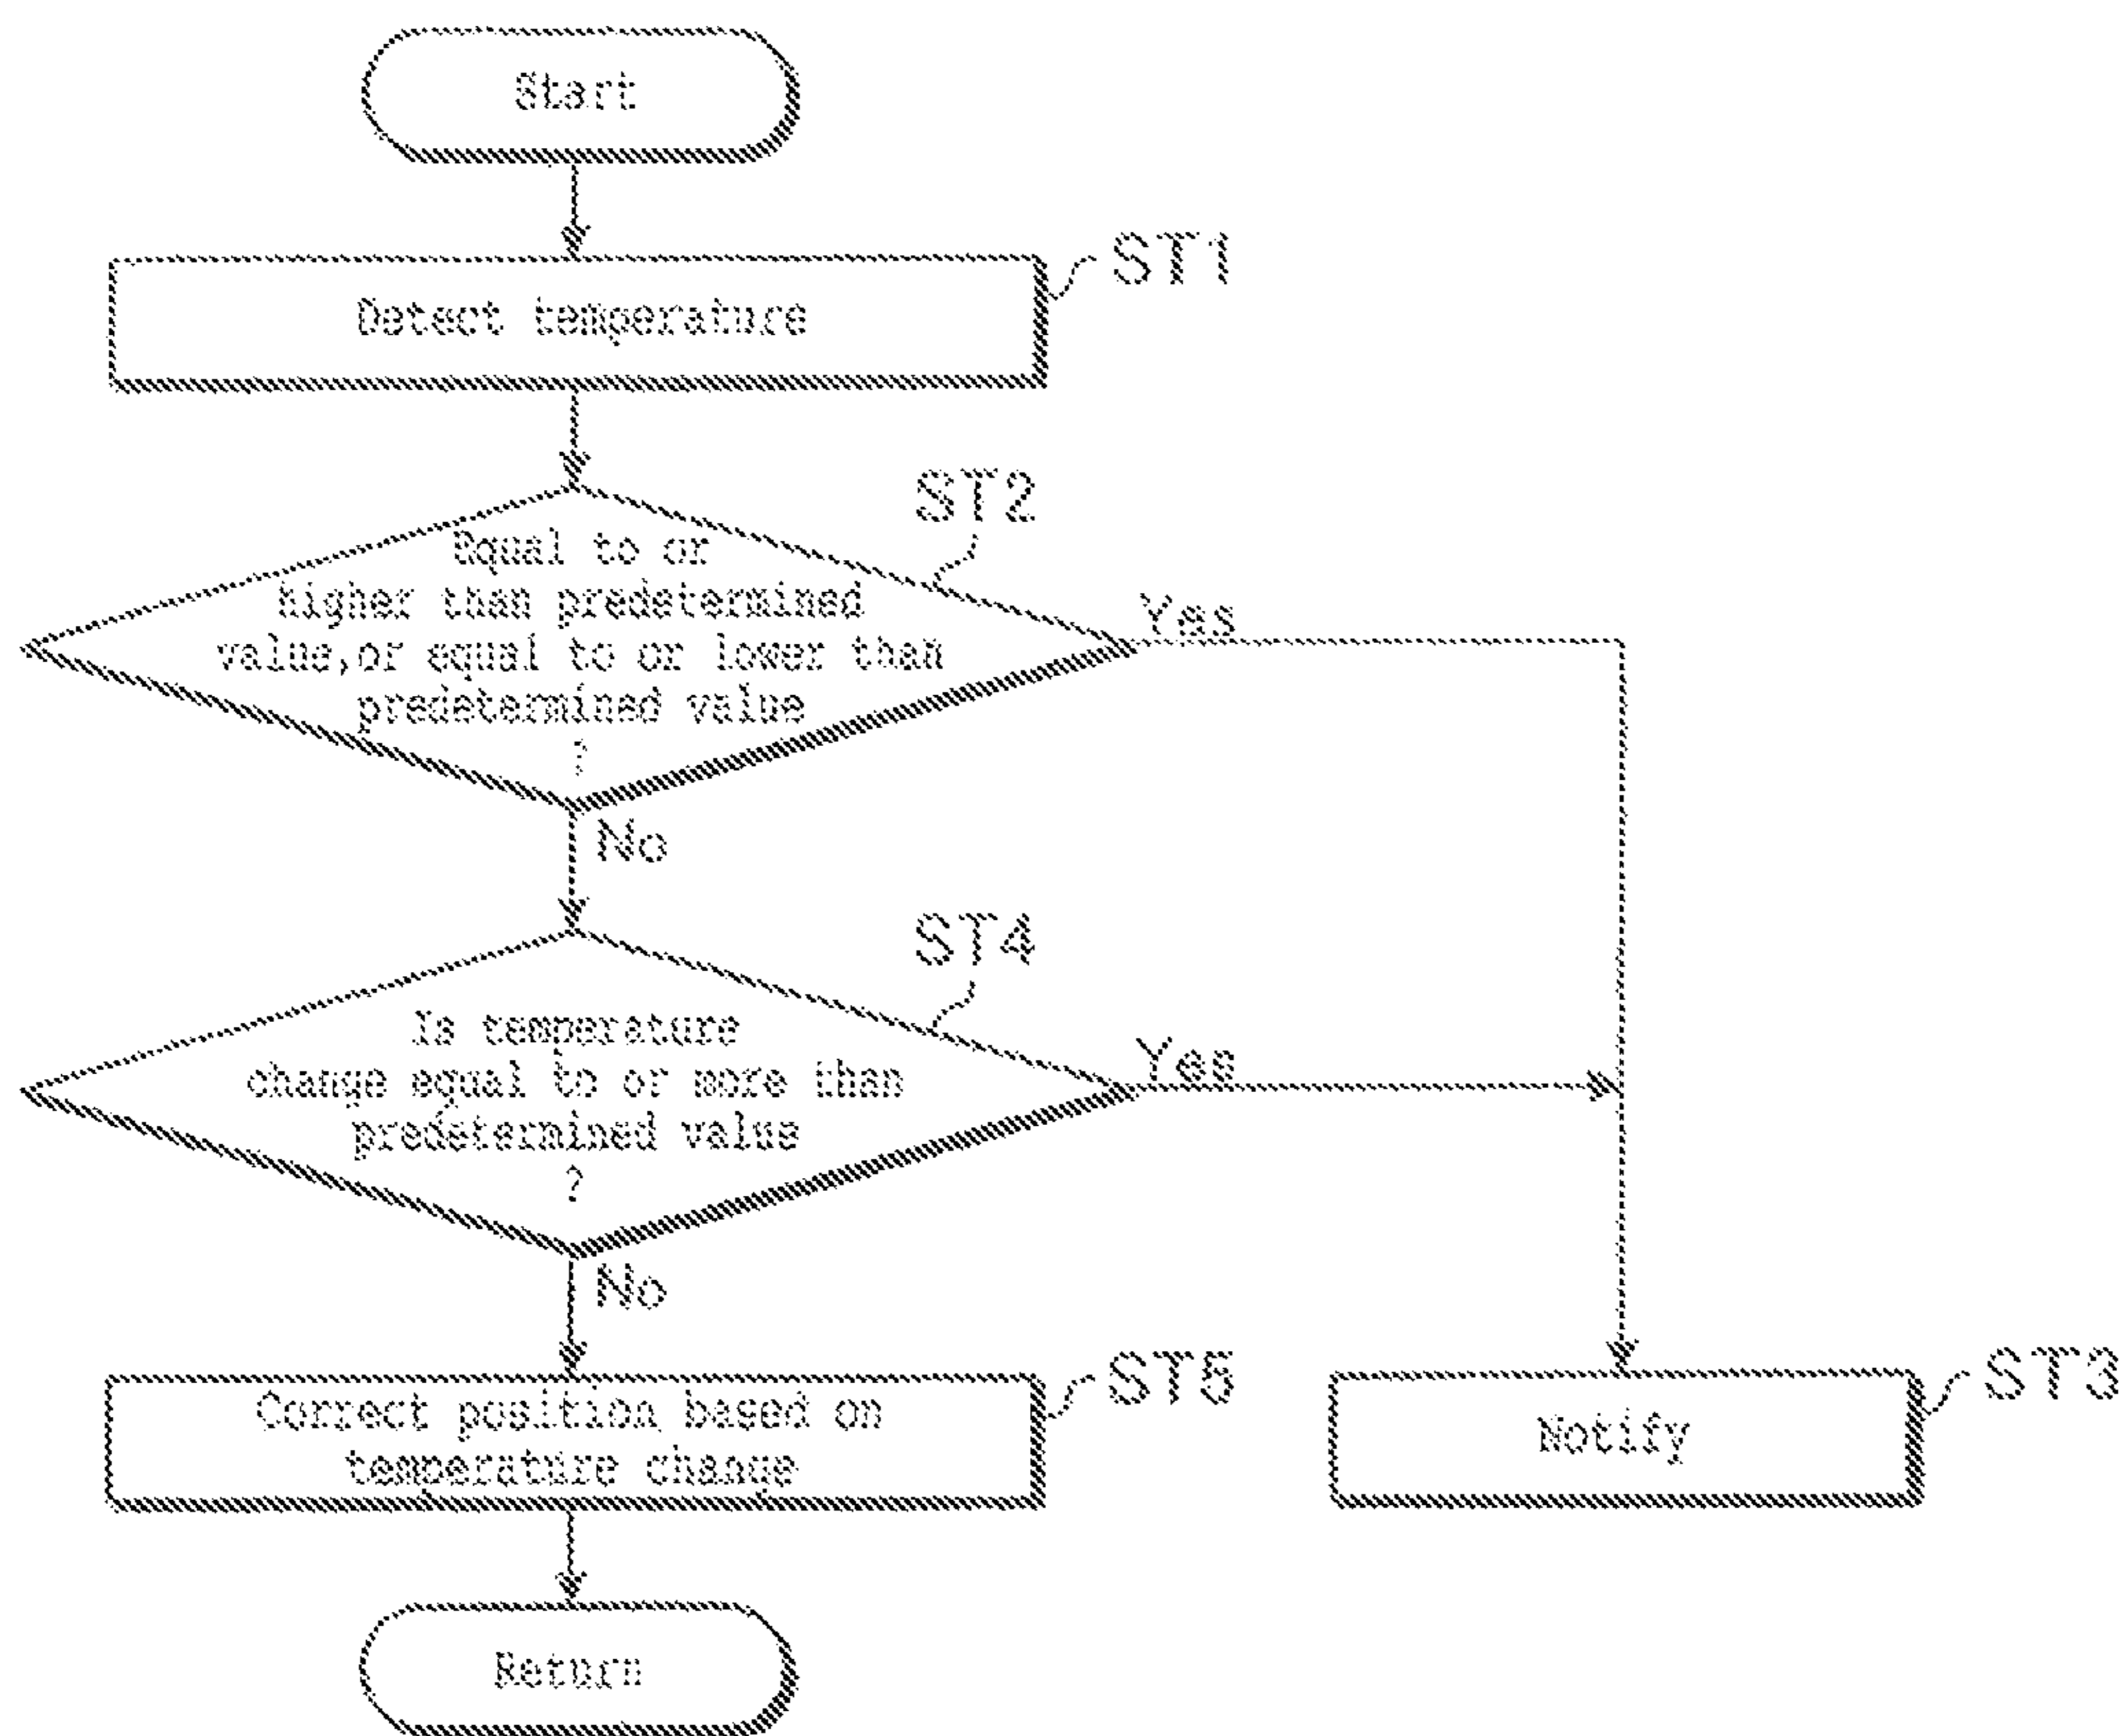 Start
Detect temperature
ST1
ST2
Equal to or
higher than predetermined
value,or equal to or lower than
predetermined value
?
Yes
No
ST4
Is temperature
change equal to or more than
predetermined value
?
Yes
No
Correct position based on
temperature change
ST5
Notify
ST3
Return